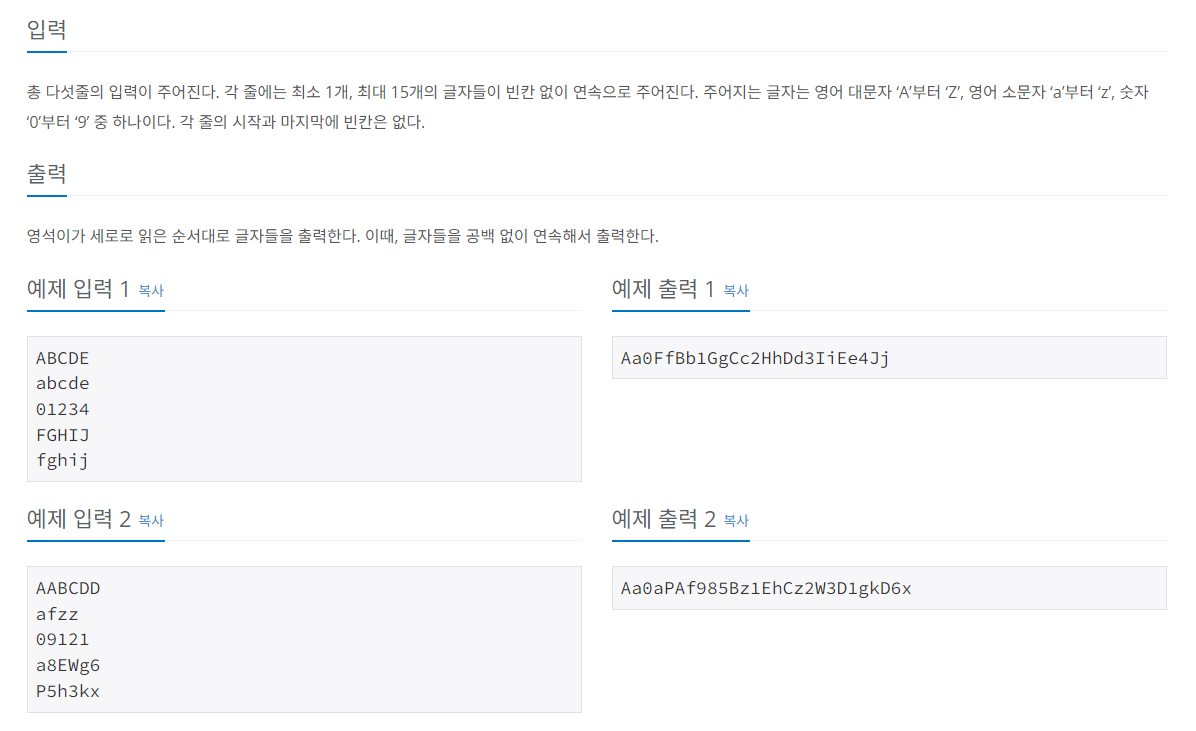 입력
총 다섯줄의 입력이 주어진다. 각 줄에는 최소 1개, 최대 15개의 글자들이 빈칸 없이 연속으로 주어진다. 주어지는 글자는 영어 대문자 ‘A’부터 ‘Z’, 영어 소문자 ‘a’부터 ‘z’, 숫자
‘0’부터 ‘9’ 중 하나이다. 각 줄의 시작과 마지막에 빈칸은 없다.
출력
영석이가 세로로 읽은 순서대로 글자들을 출력한다. 이때, 글자들을 공백 없이 연속해서 출력한다.
예제 입력 1 복사
ABCDE
abcde
01234
FGHIJ
fghij
예제 출력 1 복사
Aa0FfBb1GgCc2HhDd3IiEe4Jj
예제 입력 2 복사
AABCDD
afzz
09121
a8EWg6
P5h3kx
예제 출력 2 복사
Aa0aPAf985Bz1EhCz2W3D1gkD6x